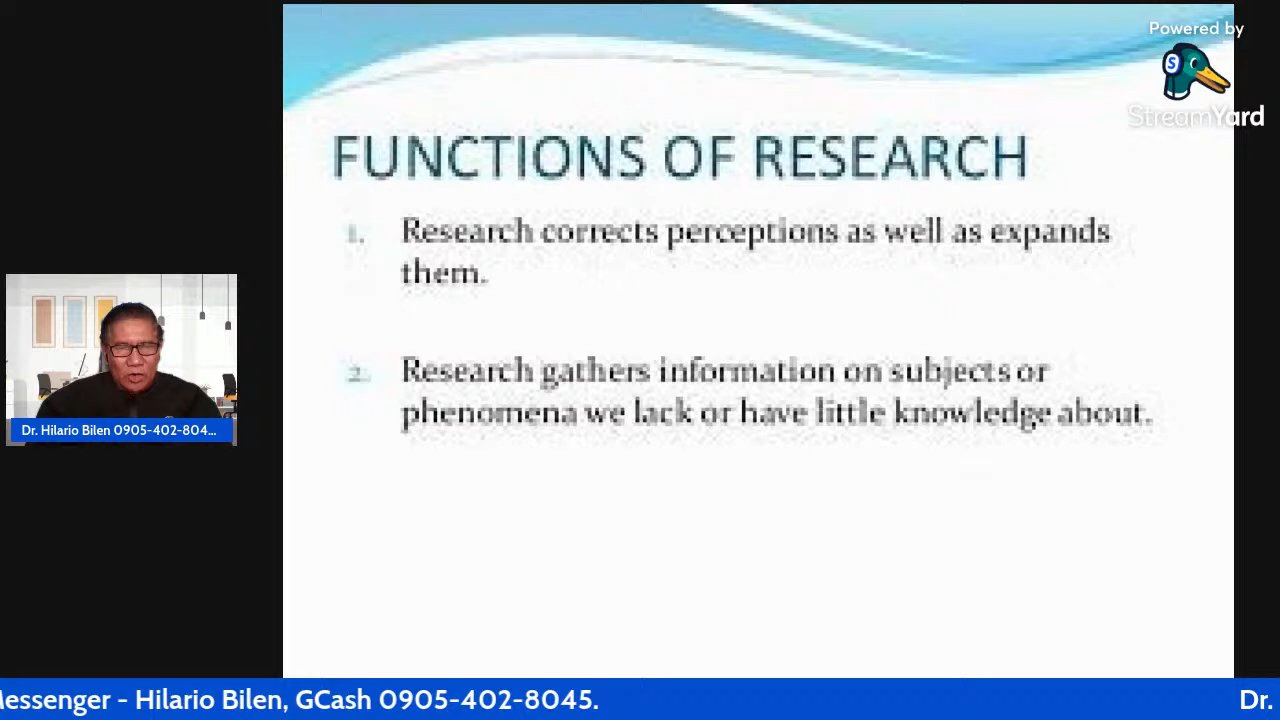 Powered by
StreamYard
FUNCTIONS OF RESEARCH
1. Research corrects perceptions as well as expands
them.
2. Research gathers information on subjects or
phenomena we lack or have little knowledge about.
Dr. Hilario Bilen 0905-402-804...
Messenger - Hilario Bilen, GCash 0905-402-8045.
Dr.